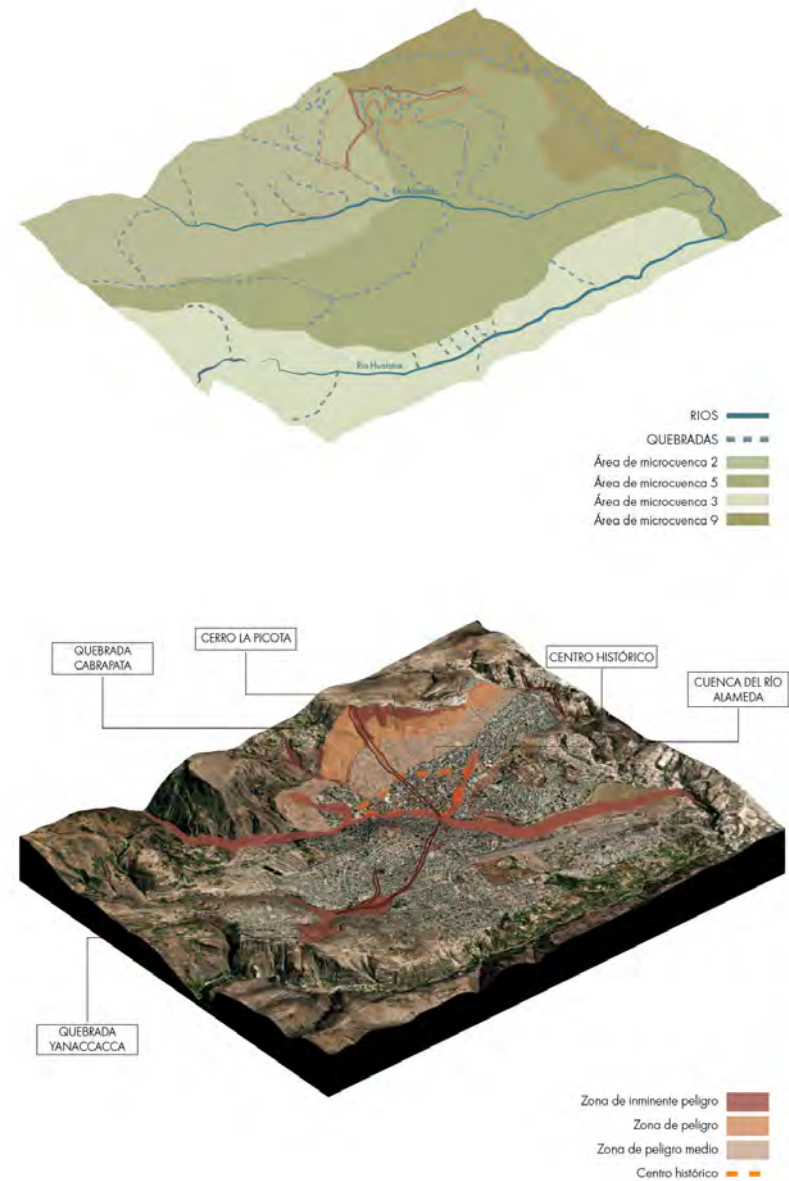 Río Alameda
Río Huatatas
RIOS
QUEBRADAS
Área de microcuenca 2
Área de microcuenca 5
Área de microcuenca 3
Área de microcuenca 9
CERRO LA PICOTA
QUEBRADA
CABRAPATA
CENTRO HISTÓRICO
CUENCA DEL RÍO
ALAMEDA
QUEBRADA
YANACCACCA
Zona de inminente peligro
Zona de peligro
Zona de peligro medio
Centro histórico